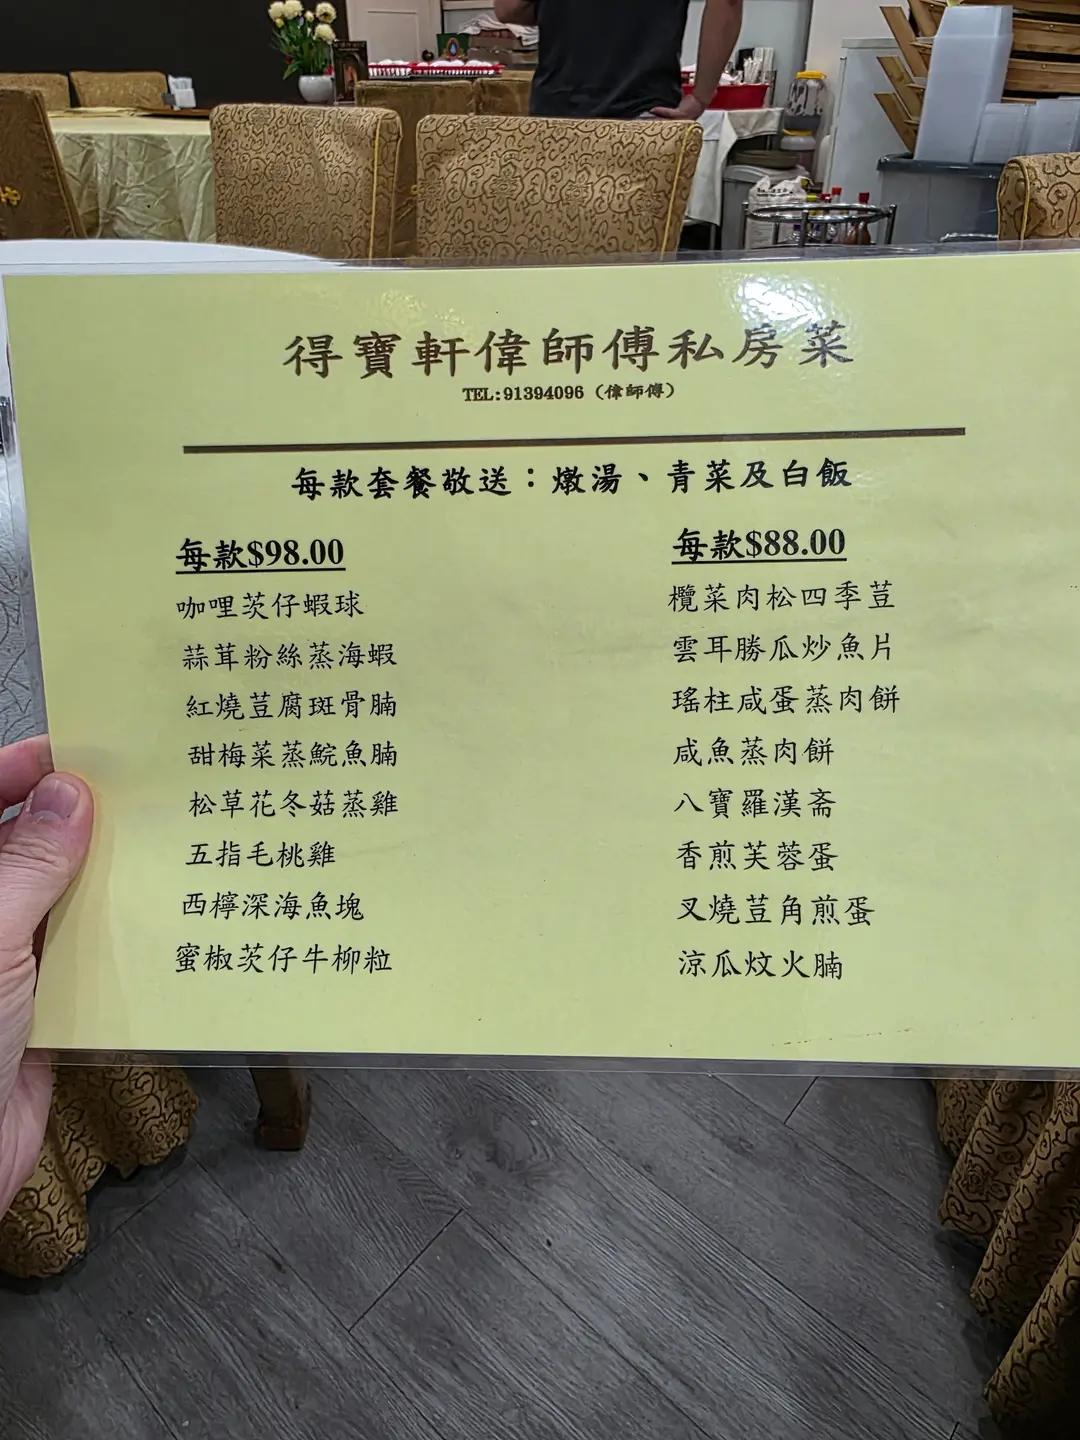 得寶軒偉師傅私房菜
TEL:91394096 (偉師傅)
每款套餐敬送：燉湯、青菜及白飯
每款$98.00
咖哩茨仔蝦球
蒜茸粉絲蒸海蝦
紅燒荳腐斑骨腩
甜梅菜蒸鯇魚腩
松草花冬菇蒸雞
五指毛桃雞
西檸深海魚塊
蜜椒茨仔牛柳粒
每款$88.00
欖菜肉松四季荳
雲耳勝瓜炒魚片
瑤柱咸蛋蒸肉餅
咸魚蒸肉餅
八寶羅漢斋
香煎芙蓉蛋
叉燒荳角煎蛋
涼瓜炆火腩